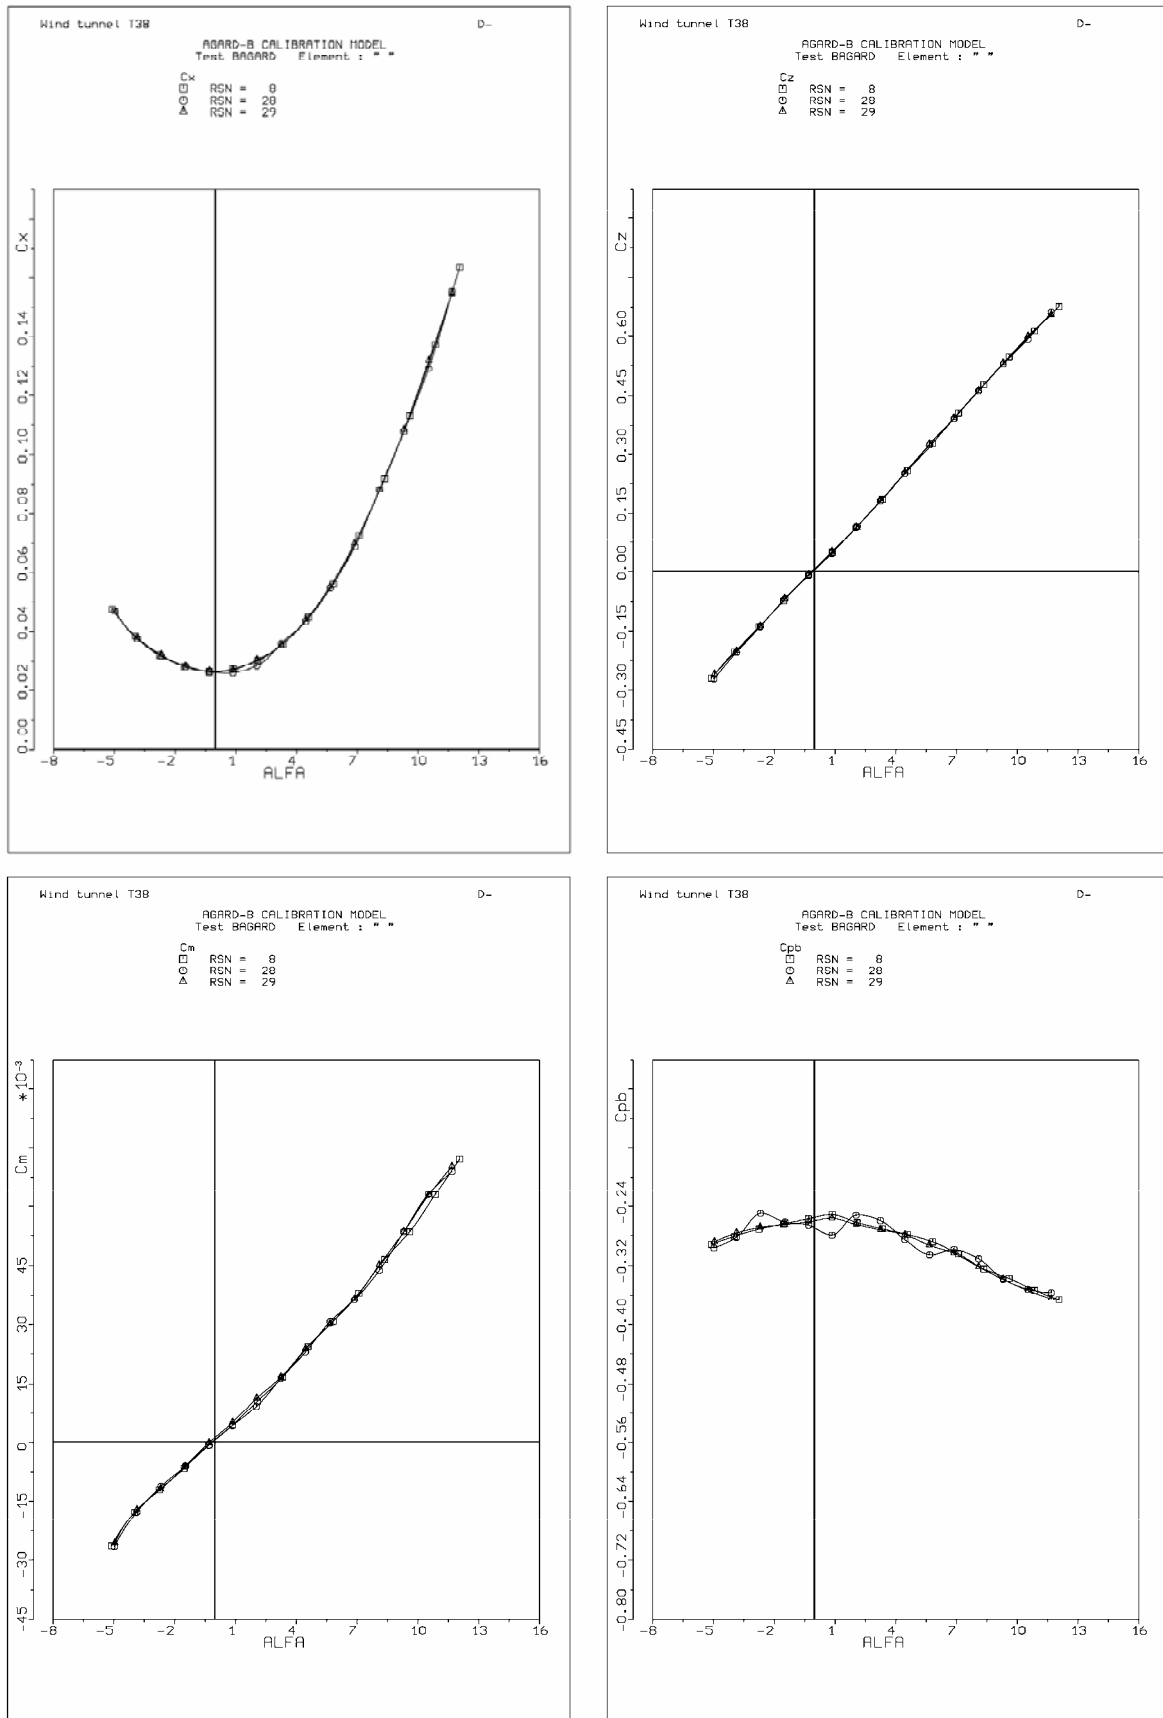 Wind tunnel T38 D-
AGARD-B CALIBRATION MODEL
Test BAGARD Element : " "
Cx
RSN = 8
RSN = 28
RSN = 29
Cx
0.14
0.12
0.10
0.08
0.06
0.04
0.02
0.00
-8 -5 -2 1 4 7 10 13 16
ALFA
Wind tunnel T38 D-
AGARD-B CALIBRATION MODEL
Test BAGARD Element : " "
Cz
RSN = 8
RSN = 28
RSN = 29
Cz
0.60
0.45
0.30
0.15
0.00
-0.15
-0.30
-0.45
-8 -5 -2 1 4 7 10 13 16
ALFA
Wind tunnel T38 D-
AGARD-B CALIBRATION MODEL
Test BAGARD Element : " "
Cm
RSN = 8
RSN = 28
RSN = 29
*10⁻³
Cm
45
30
15
0
-15
-30
-45
-8 -5 -2 1 4 7 10 13 16
ALFA
Wind tunnel T38 D-
AGARD-B CALIBRATION MODEL
Test BAGARD Element : " "
Cpb
RSN = 8
RSN = 28
RSN = 29
Cpb
-0.24
-0.32
-0.40
-0.48
-0.56
-0.64
-0.72
-0.80
-8 -5 -2 1 4 7 10 13 16
ALFA